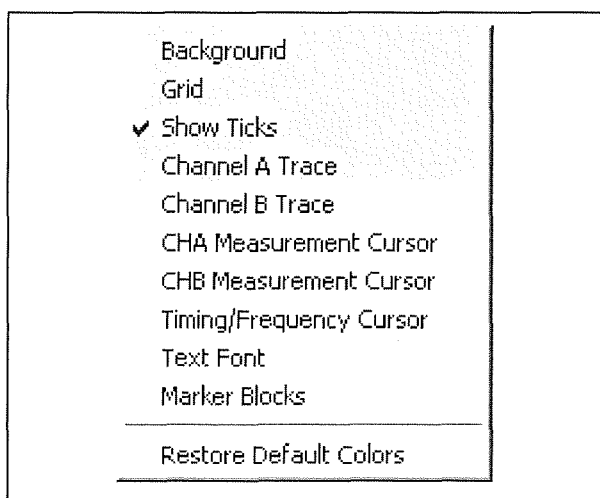 Background
Grid
✔ Show Ticks
Channel A Trace
Channel B Trace
CHA Measurement Cursor
CHB Measurement Cursor
Timing/Frequency Cursor
Text Font
Marker Blocks
Restore Default Colors